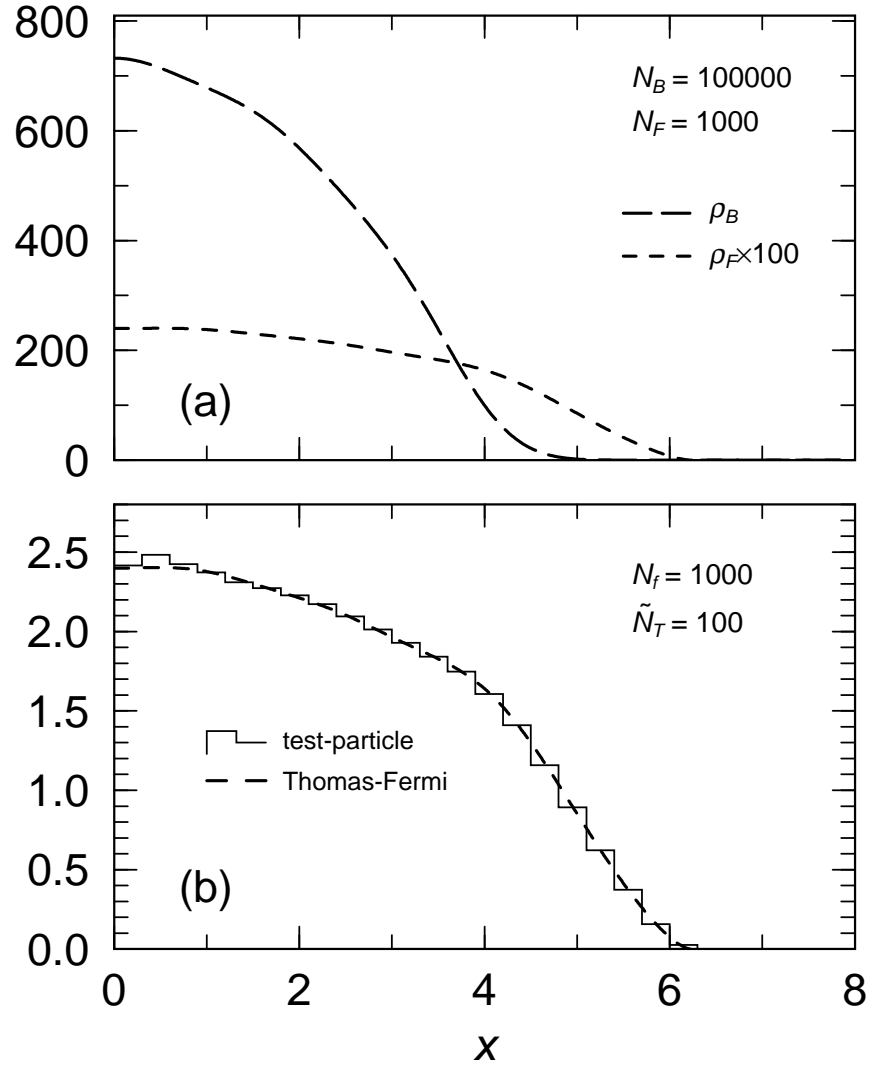 800
600
400
200
0
N_B = 100000
N_F = 1000
ρ_B
ρ_F×100
(a)
2.5
2.0
1.5
1.0
0.5
0.0
N_f = 1000
Ñ_T = 100
test-particle
Thomas-Fermi
(b)
0 2 4 6 8
x